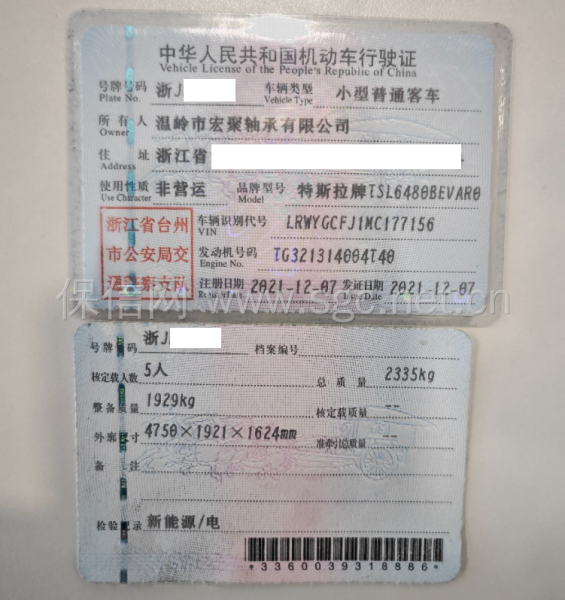 中华人民共和国机动车行驶证
Vehicle License of the People's Republic of China
号牌号码 浙J 车辆类型 小型普通客车
Plate No. Vehicle Type
所有人 温岭市宏聚轴承有限公司
Owner
住址 浙江省
Address
使用性质 非营运 品牌型号 特斯拉牌TSL6480BEVAR0
Use Character Model
浙江省台州
市公安局交
通警察支队
车辆识别代号 LRWYGCFJ1MC177156
VIN
发动机号码 TG321314004T40
Engine No.
注册日期 2021-12-07 发证日期 2021-12-07
Register Date Issue Date
保信网 www.sgc.net.cn
号牌号码 浙J 档案编号
核定载人数 5人 总质量 2335kg
整备质量 1929kg 核定载质量 --
外廓尺寸 4750×1921×1624mm 准牵引总质量 --
备注
检验记录 新能源/电
*3360039318886*